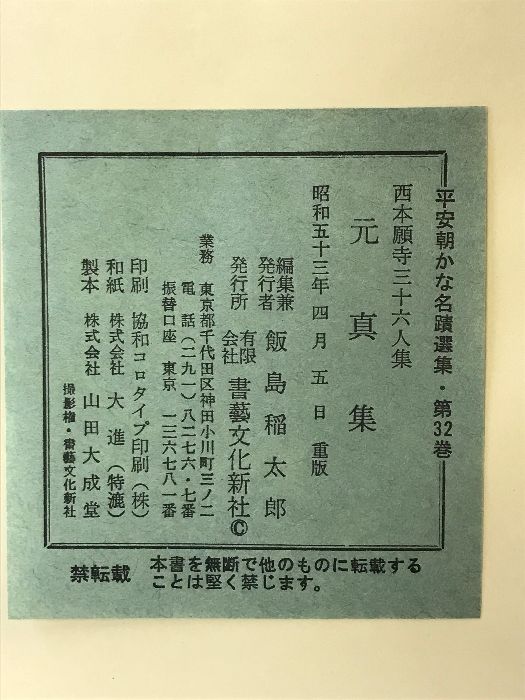 平安朝かな名蹟選集・第32巻
西本願寺三十六人集
元真集
昭和五十三年四月五日 重版
編集兼発行者 飯島稲太郎
発行所 有限会社 書藝文化新社©
業務 東京都千代田区神田小川町三ノ二
電話(二九一)八二七六・七番
振替口座 東京 一三六七八一番
印刷 協和コロタイプ印刷(株)
和紙 株式会社 大進(特漉)
製本 株式会社 山田大成堂
撮影権・書藝文化新社
禁転載 本書を無断で他のものに転載する
ことは堅く禁じます。